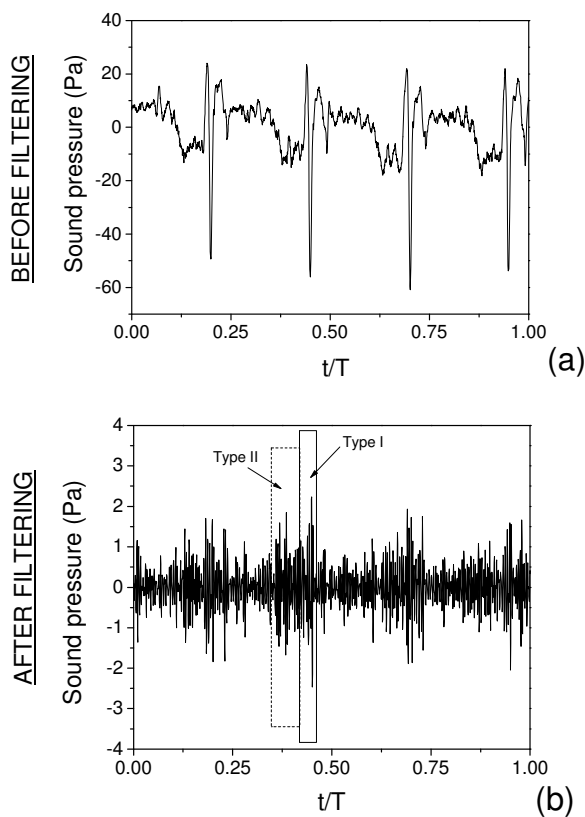 BEFORE FILTERING
Sound pressure (Pa)
40
20
0
-20
-40
-60
0.00 0.25 0.50 0.75 1.00
t/T
(a)
AFTER FILTERING
Sound pressure (Pa)
4
3
2
1
0
-1
-2
-3
-4
Type II
Type I
0.00 0.25 0.50 0.75 1.00
t/T
(b)